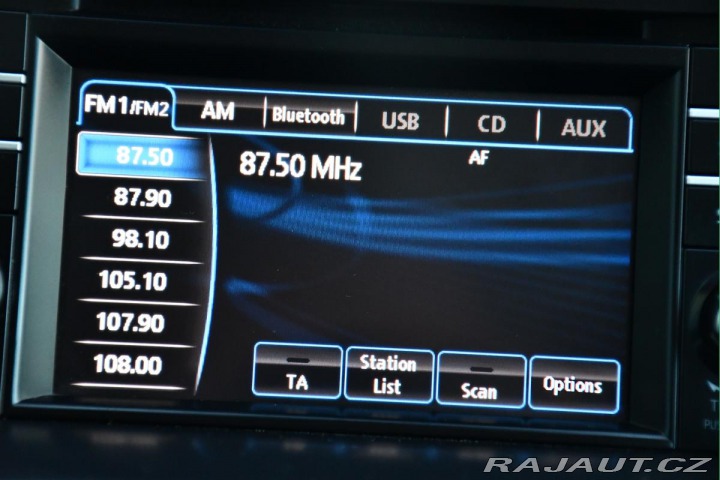 FM1/FM2 AM Bluetooth USB CD AUX
87.50 87.50 MHz AF
87.90
98.10
105.10
107.90
108.00
TA Station List Scan Options
RAJAUT.CZ